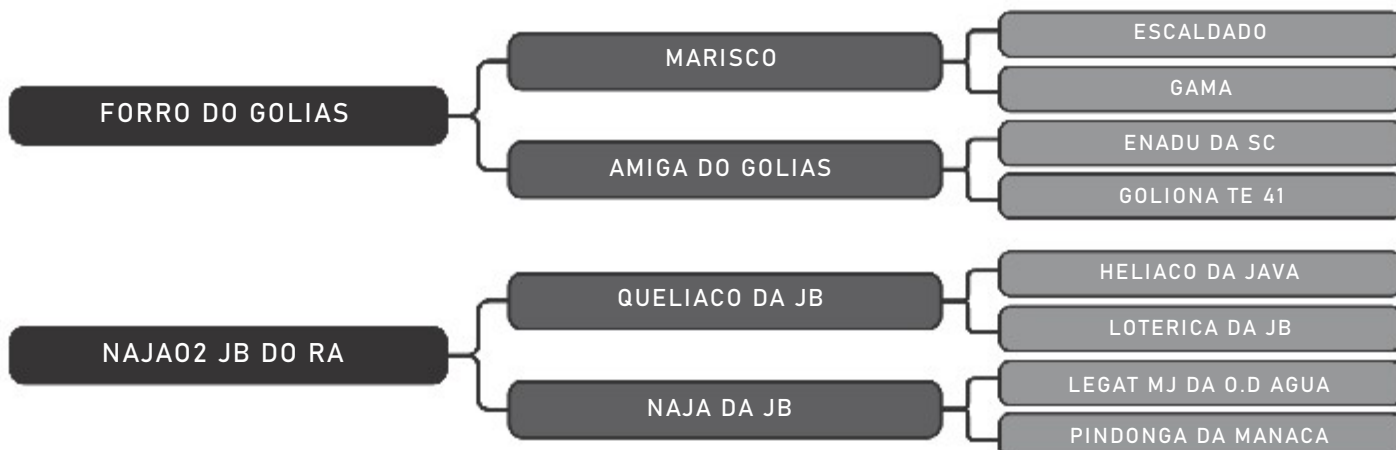 FORRO DO GOLIAS
MARISCO
ESCALDADO
GAMA
AMIGA DO GOLIAS
ENADU DA SC
GOLIONA TE 41
NAJA02 JB DO RA
QUELIACO DA JB
HELIACO DA JAVA
LOTERICA DA JB
NAJA DA JB
LEGAT MJ DA O.D AGUA
PINDONGA DA MANACA